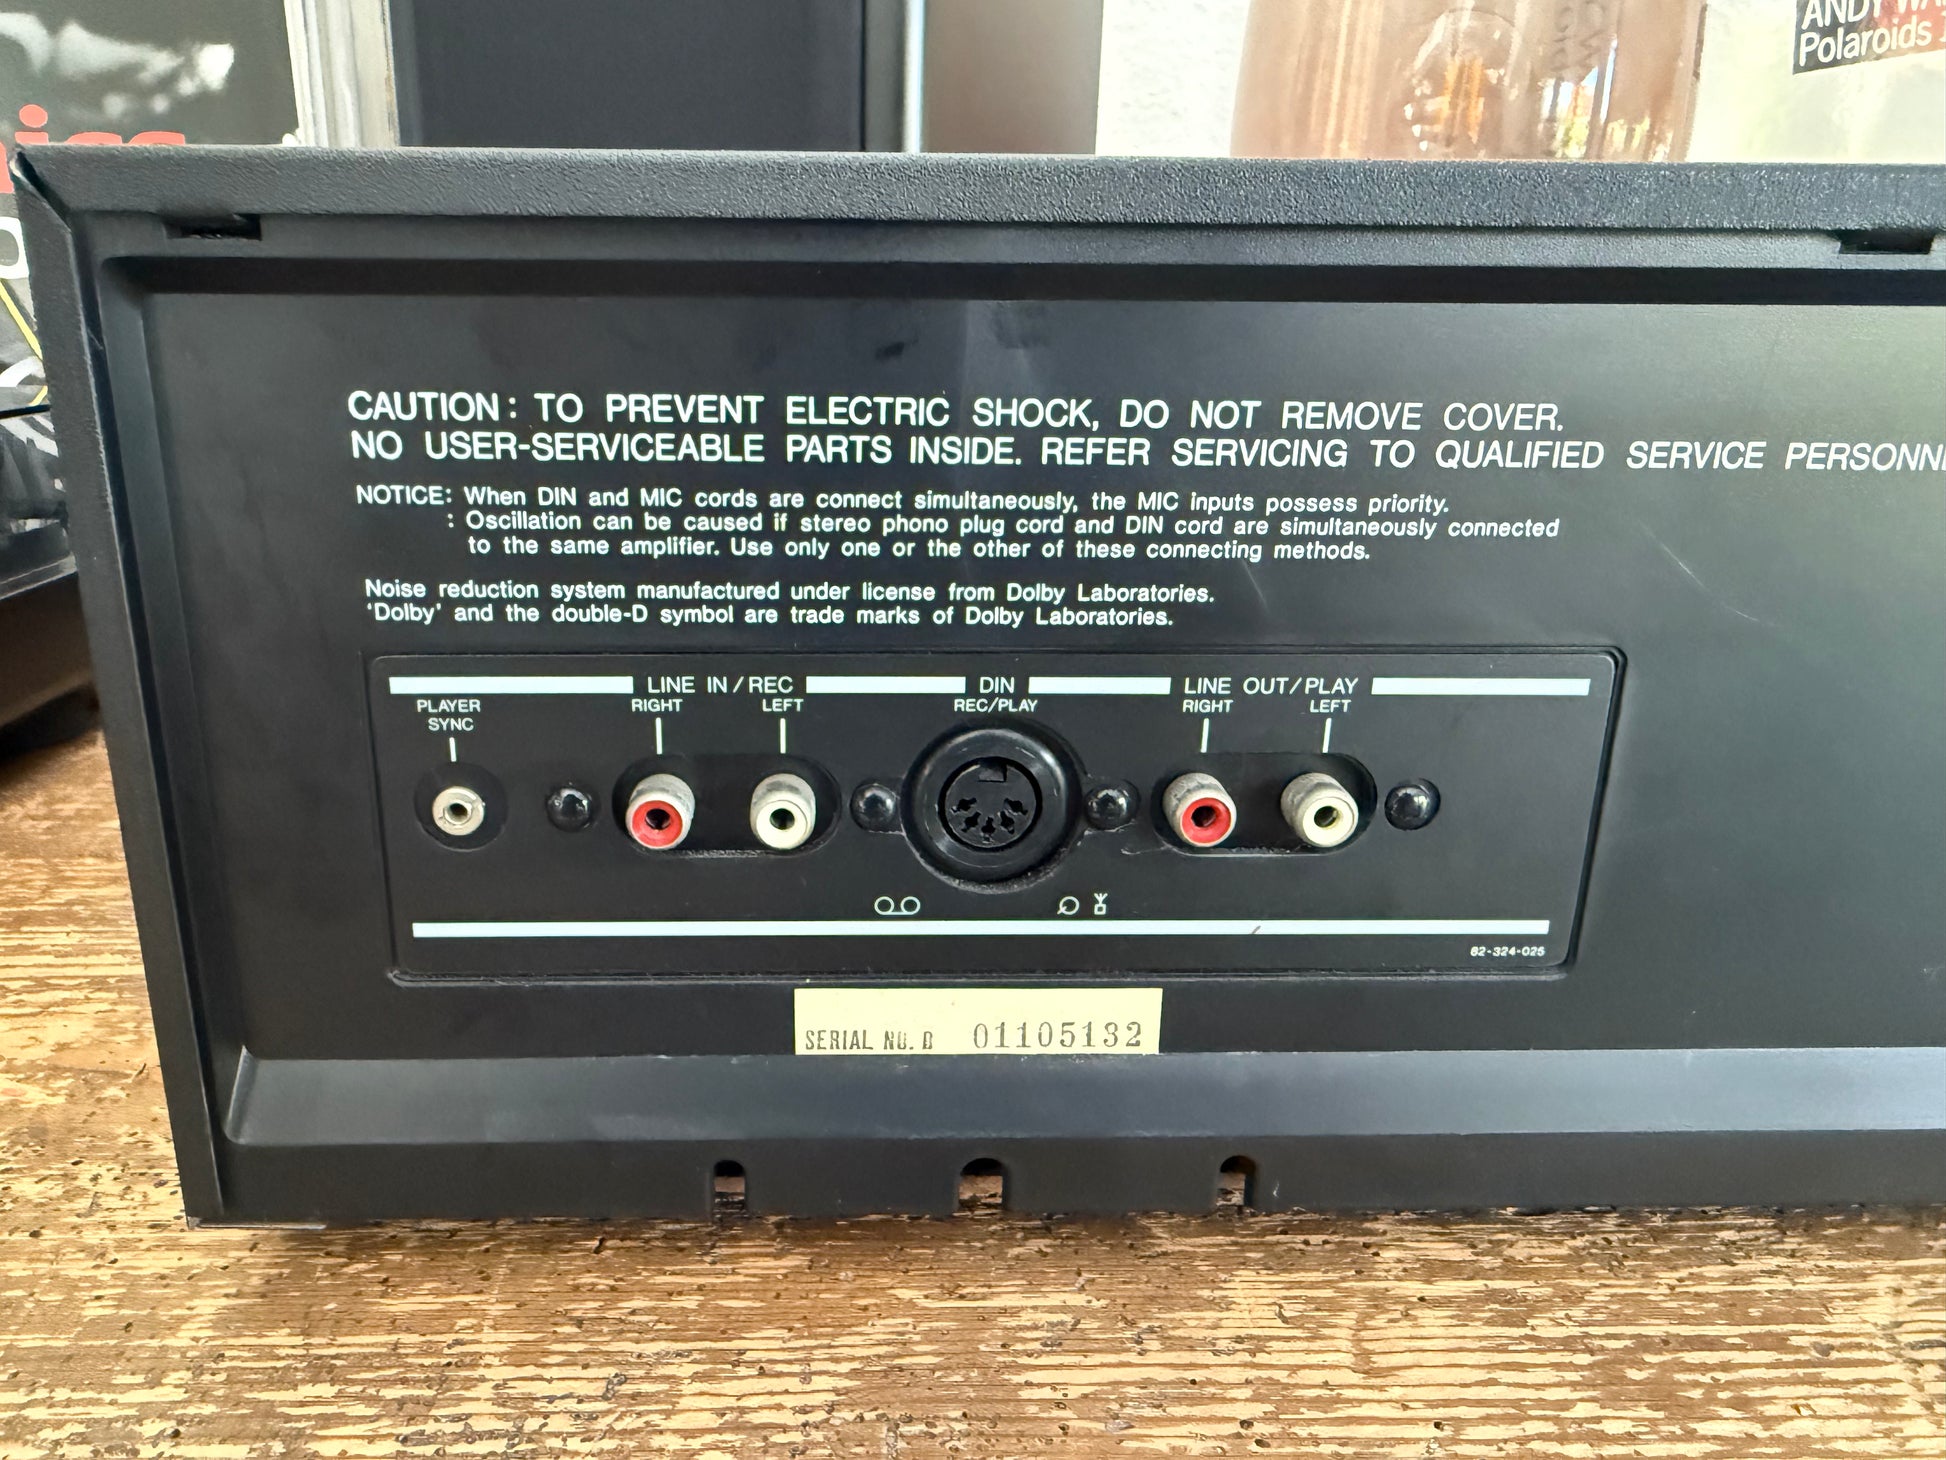 ANDY
Polaroids
CAUTION: TO PREVENT ELECTRIC SHOCK, DO NOT REMOVE COVER.
NO USER-SERVICEABLE PARTS INSIDE. REFER SERVICING TO QUALIFIED SERVICE PERSONNE
NOTICE: When DIN and MIC cords are connect simultaneously, the MIC inputs possess priority.
: Oscillation can be caused if stereo phono plug cord and DIN cord are simultaneously connected
to the same amplifier. Use only one or the other of these connecting methods.
Noise reduction system manufactured under license from Dolby Laboratories.
'Dolby' and the double-D symbol are trade marks of Dolby Laboratories.
LINE IN/REC DIN LINE OUT/PLAY
PLAYER RIGHT LEFT REC/PLAY RIGHT LEFT
SYNC
62-324-025
SERIAL NO. D 01105132